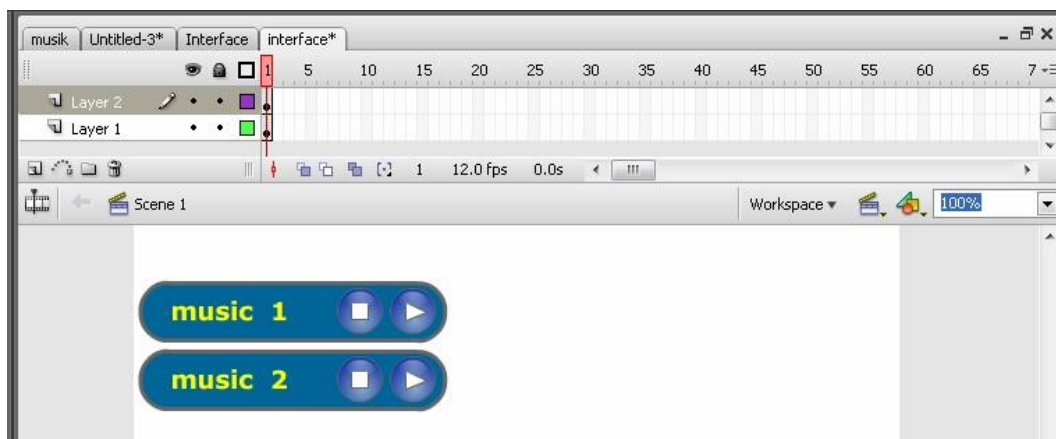 musik Untitled-3* Interface interface*
1 5 10 15 20 25 30 35 40 45 50 55 60 65 7
Layer 2
Layer 1
1 12.0 fps 0.0s
Scene 1 Workspace 100%
music 1
music 2